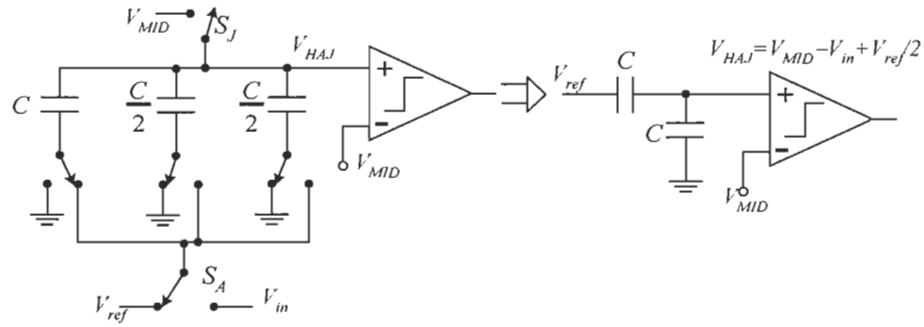 V_MID
S_J
V_HAJ
C
C/2
C/2
+
−
V_MID
S_A
V_ref
V_in
V_ref
C
C
V_HAJ=V_MID−V_in+V_ref/2
+
−
V_MID